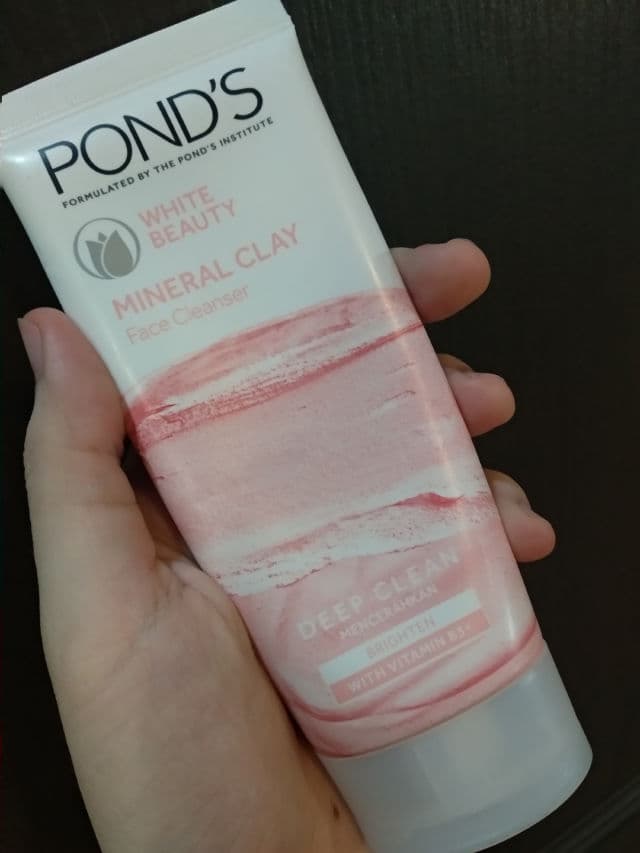 POND'S
FORMULATED BY THE POND'S INSTITUTE
WHITE
BEAUTY
MINERAL CLAY
Face Cleanser
DEEP CLEAN
MENCERAHKAN
BRIGHTEN
WITH VITAMIN B3+